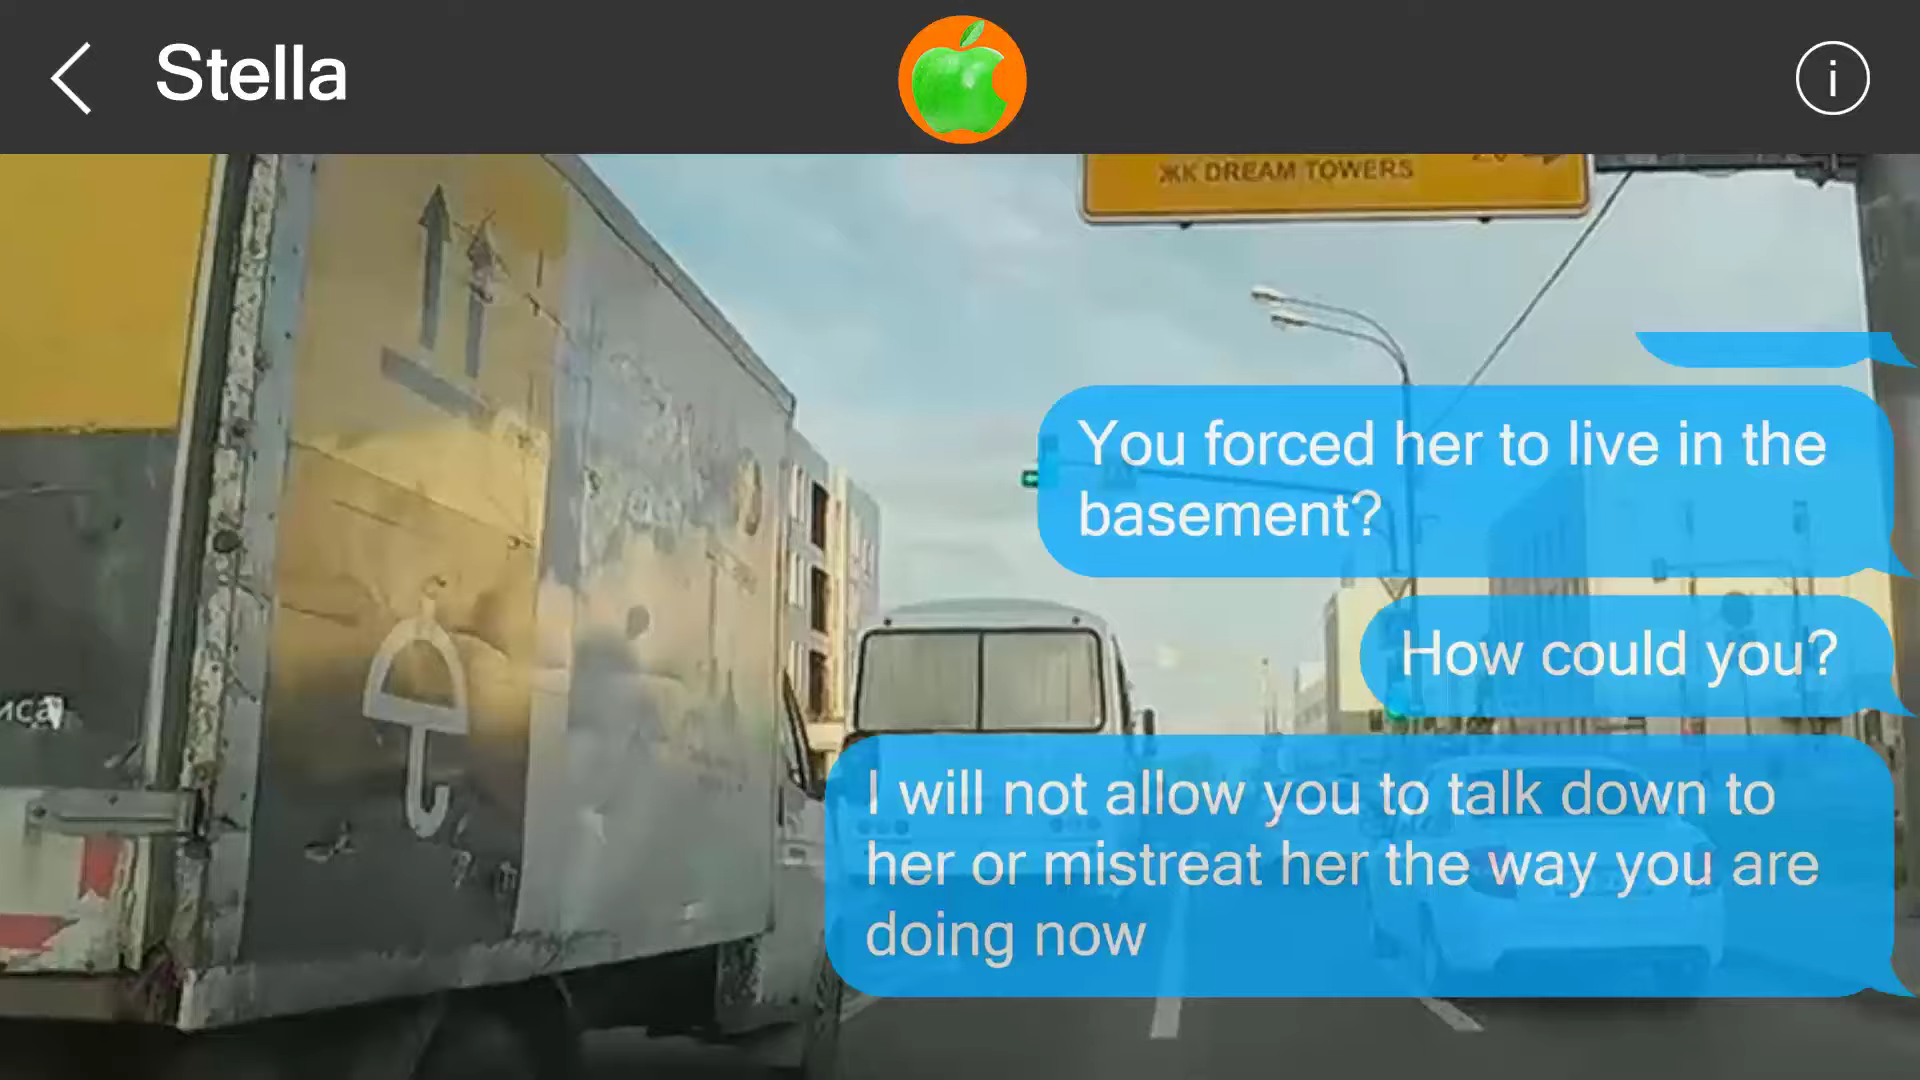 Stella
ЖК DREAM TOWERS
You forced her to live in the
basement?
How could you?
иса
I will not allow you to talk down to
her or mistreat her the way you are
doing now